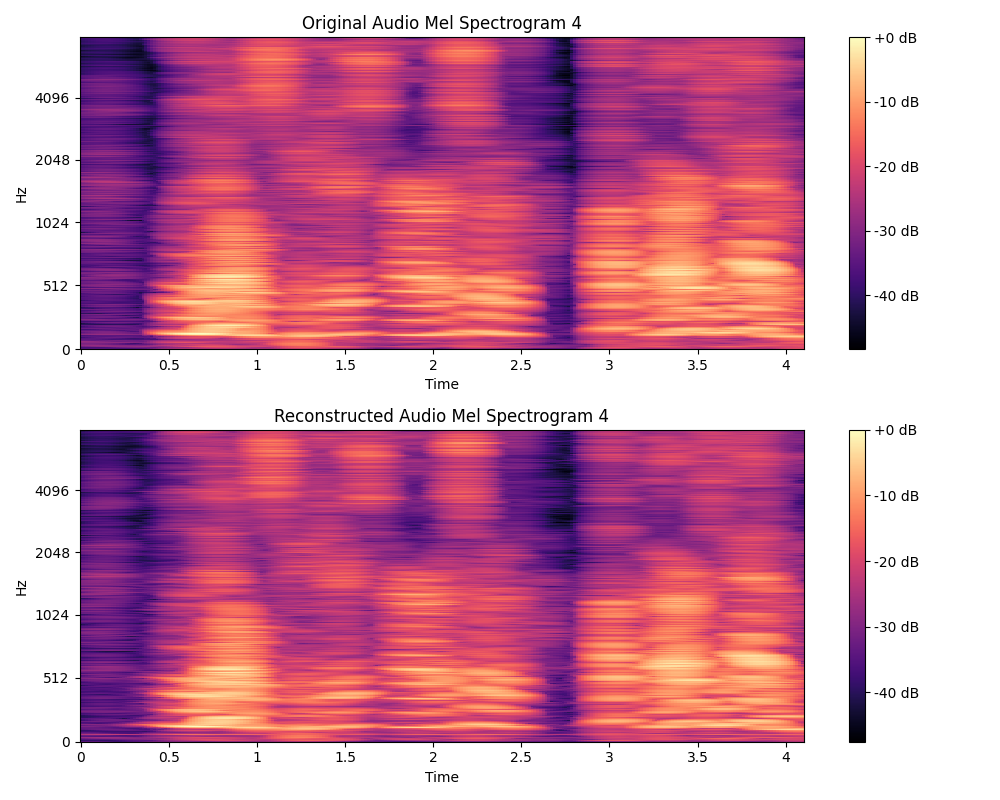 Original Audio Mel Spectrogram 4
+0 dB
4096
-10 dB
2048
-20 dB
Hz
1024
-30 dB
512
-40 dB
0
0 0.5 1 1.5 2 2.5 3 3.5 4
Time
Reconstructed Audio Mel Spectrogram 4
+0 dB
4096
-10 dB
2048
-20 dB
Hz
1024
-30 dB
512
-40 dB
0
0 0.5 1 1.5 2 2.5 3 3.5 4
Time